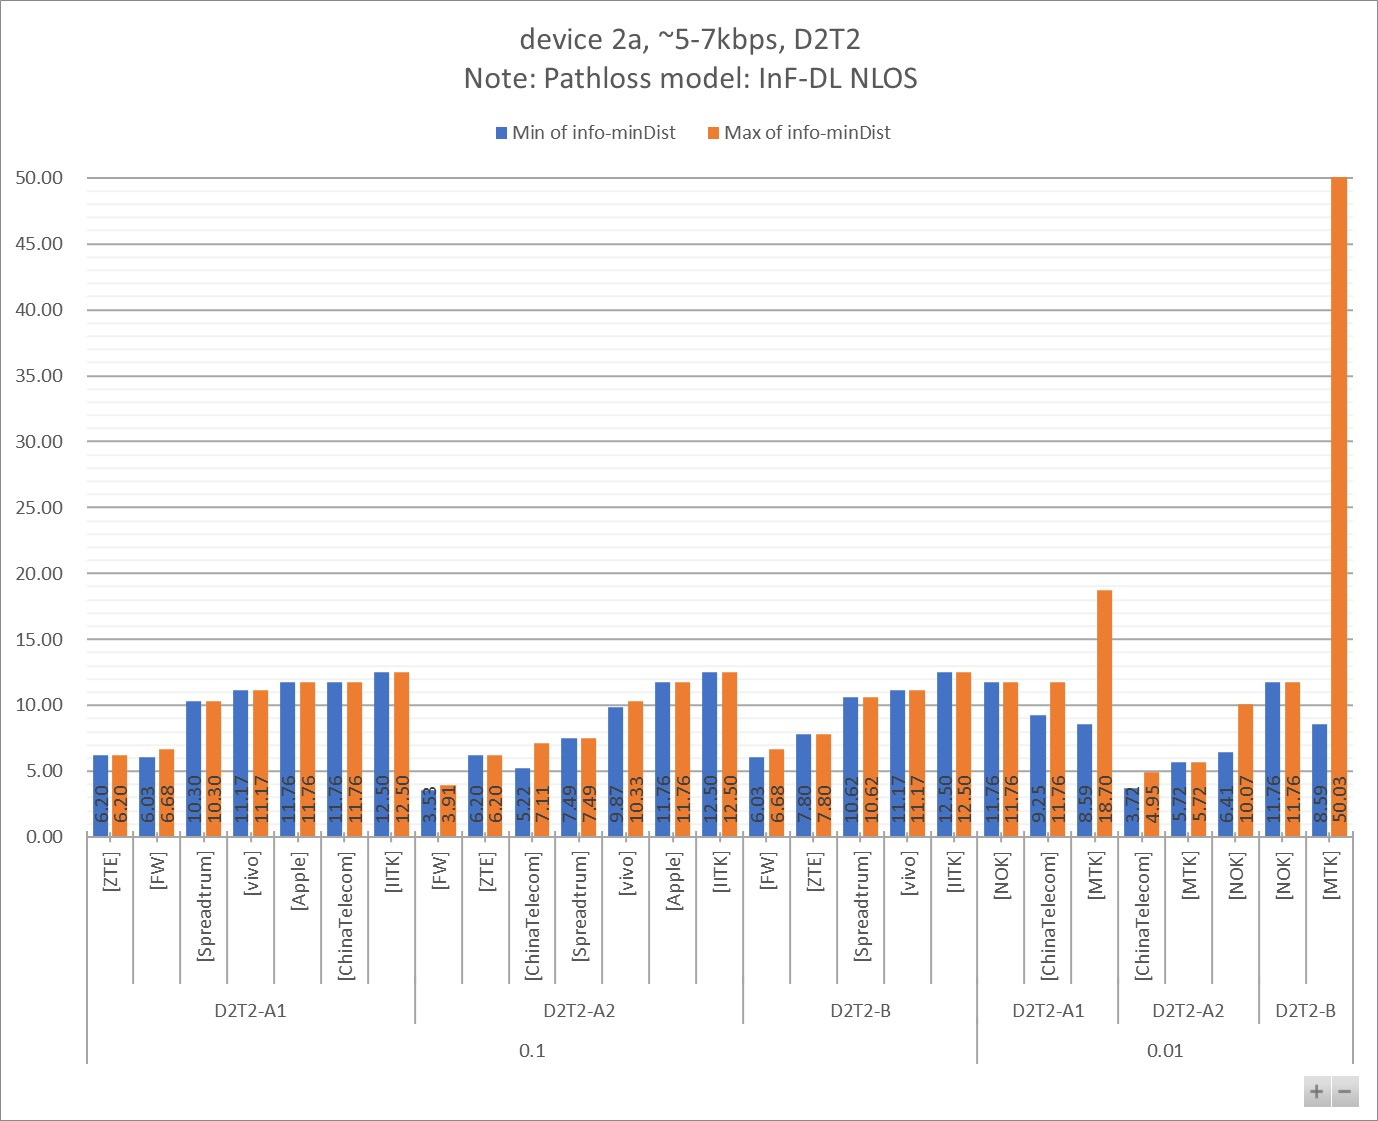 device 2a, ~5-7kbps, D2T2
Note: Pathloss model: InF-DL NLOS
Min of info-minDist Max of info-minDist
50.00
45.00
40.00
35.00
30.00
25.00
20.00
15.00
10.00
5.00
0.00
6.20 6.20 6.03 6.68 10.30 10.30 11.17 11.17 11.76 11.76 11.76 11.76 12.50 12.50 3.53 3.91 6.20 6.20 5.22 7.11 7.49 7.49 9.87 10.33 11.76 11.76 12.50 12.50 6.03 6.68 7.80 7.80 10.62 10.62 11.17 11.17 12.50 12.50 11.76 11.76 9.25 11.76 8.59 18.70 3.72 4.95 5.72 5.72 6.41 10.07 11.76 11.76 8.59 50.03
[ZTE] [FW] [Spreadtrum] [vivo] [Apple] [ChinaTelecom] [IITK] [FW] [ZTE] [ChinaTelecom] [Spreadtrum] [vivo] [Apple] [IITK] [FW] [ZTE] [Spreadtrum] [vivo] [IITK] [NOK] [ChinaTelecom] [MTK] [ChinaTelecom] [MTK] [NOK] [NOK] [MTK]
D2T2-A1 D2T2-A2 D2T2-B D2T2-A1 D2T2-A2 D2T2-B
0.1 0.01
+ −